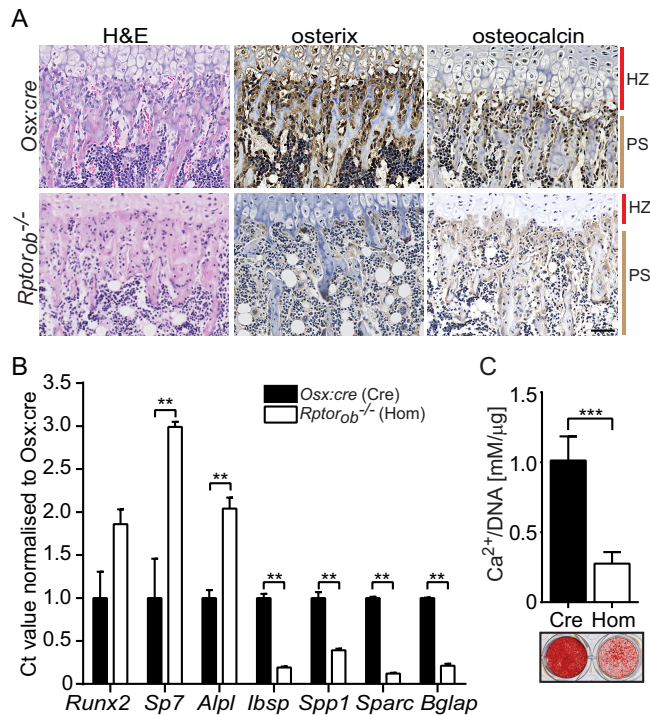 A
H&E
osterix
osteocalcin
Osx:cre
HZ
PS
Rptor_ob^-/-
HZ
PS
B
Ct value normalised to Osx:cre
3.5
3.0
2.5
2.0
1.5
1.0
0.5
0
Osx:cre (Cre)
Rptor_ob^-/- (Hom)
**
**
**
**
**
**
Runx2 Sp7 Alpl Ibsp Spp1 Sparc Bglap
C
Ca²⁺/DNA [mM/µg]
1.5
1.0
0.5
0
***
Cre Hom